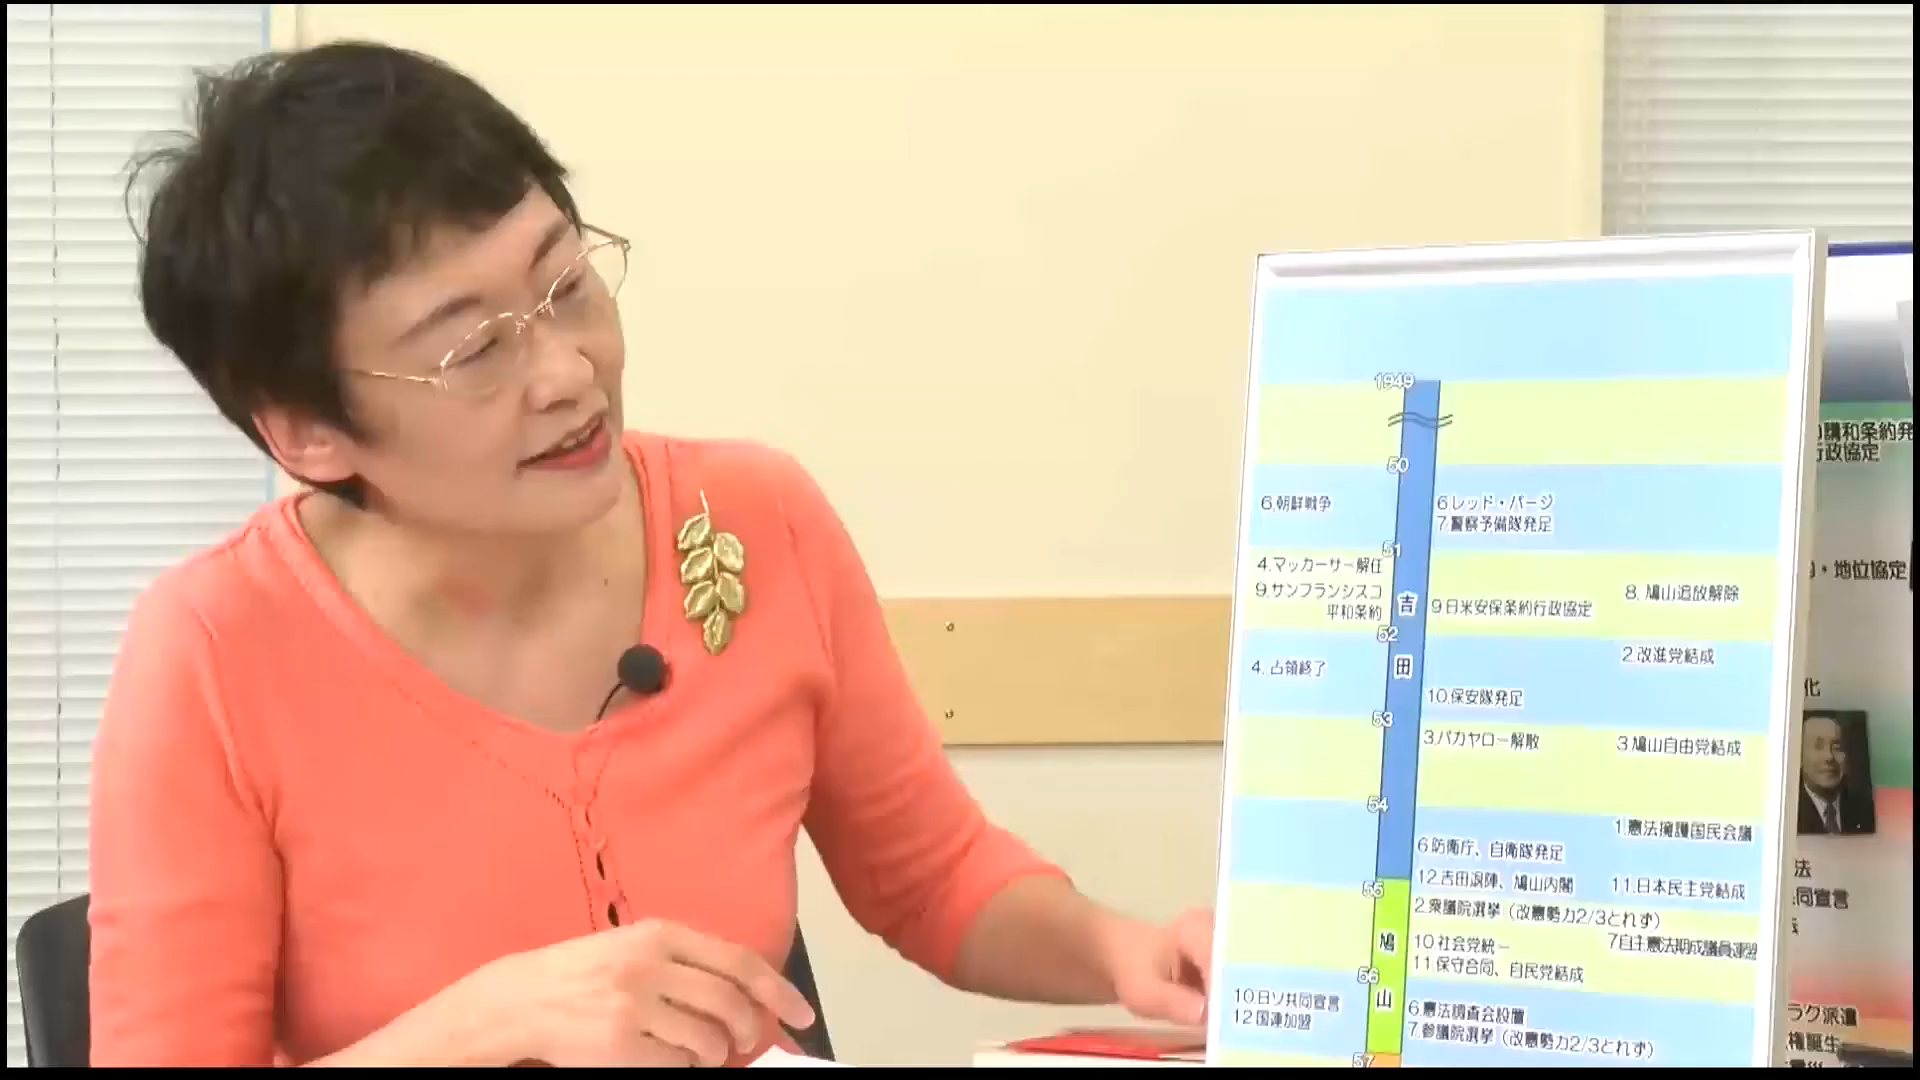 1949
50
6.朝鮮戦争
6レッド・パージ
7警察予備隊発足
51
4.マッカーサー解任
9.サンフランシスコ
平和条約
吉
9日米安保条約行政協定
8. 鳩山追放解除
52
田
4. 占領終了
2.改進党結成
10.保安隊発足
53
3.バカヤロー解散
3.鳩山自由党結成
54
1.憲法擁護国民会議
6防衛庁、自衛隊発足
12.吉田退陣、鳩山内閣
11.日本民主党結成
55
2.衆議院選挙（改憲勢力2/3とれず）
鳩
10 社会党統一
7自主憲法期成議員連盟
11 保守合同、自民党結成
56
山
10.日ソ共同宣言
12 国連加盟
6.憲法調査会設置
7.参議院選挙（改憲勢力2/3とれず）
57
講和条約発
行政協定
・地位協定
化
法
同宣言
ラク派遣
権誕生